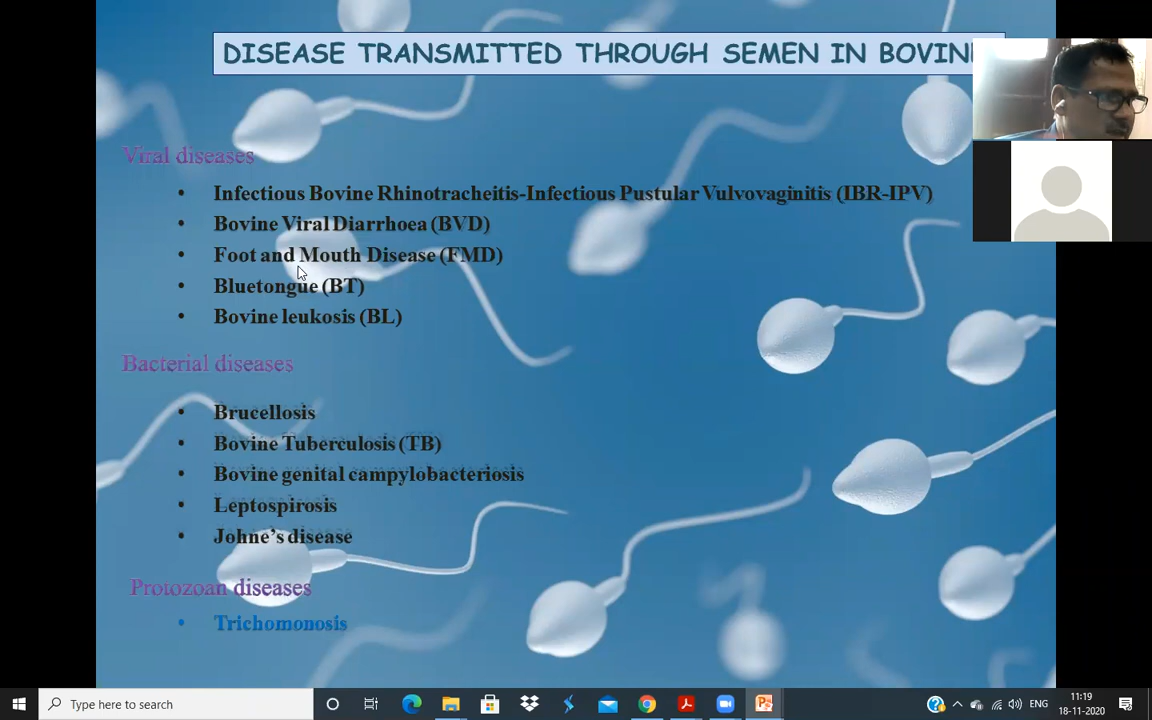 DISEASE TRANSMITTED THROUGH SEMEN IN BOVINE
Viral diseases
• Infectious Bovine Rhinotracheitis-Infectious Pustular Vulvovaginitis (IBR-IPV)
• Bovine Viral Diarrhoea (BVD)
• Foot and Mouth Disease (FMD)
• Bluetongue (BT)
• Bovine leukosis (BL)
Bacterial diseases
• Brucellosis
• Bovine Tuberculosis (TB)
• Bovine genital campylobacteriosis
• Leptospirosis
• Johne's disease
Protozoan diseases
• Trichomonosis
Type here to search
ENG
11:19
18-11-2020